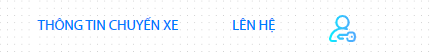 THÔNG TIN CHUYẾN XE LÊN HỆ